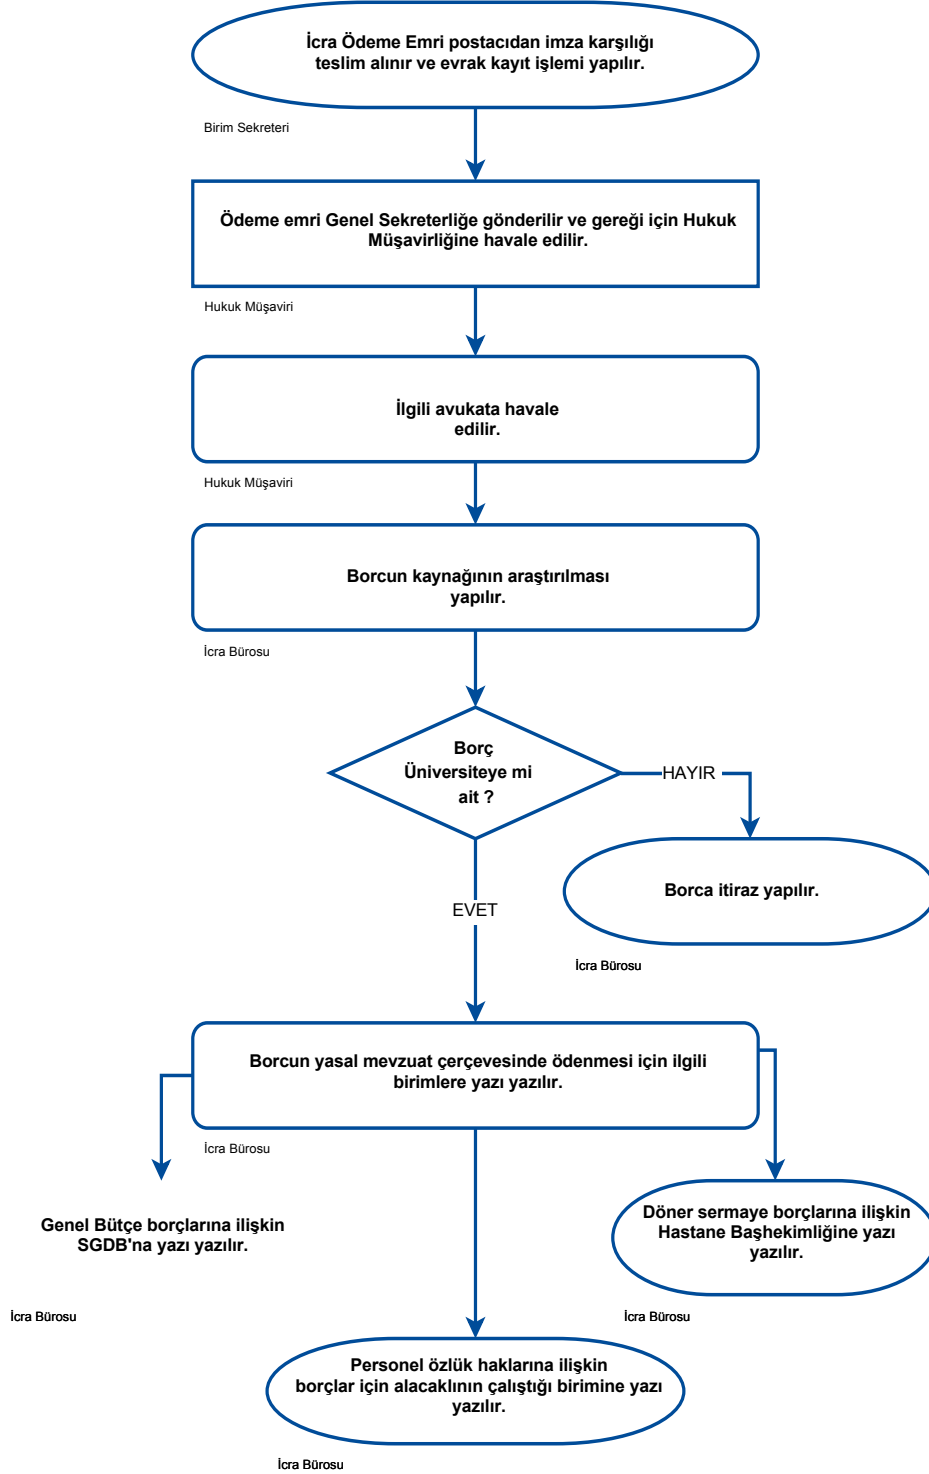 İcra Ödeme Emri postacıdan imza karşılığı
teslim alınır ve evrak kayıt işlemi yapılır.
Birim Sekreteri
Ödeme emri Genel Sekreterliğe gönderilir ve gereği için Hukuk
Müşavirliğine havale edilir.
Hukuk Müşaviri
İlgili avukata havale
edilir.
Hukuk Müşaviri
Borcun kaynağının araştırılması
yapılır.
İcra Bürosu
Borç
Üniversiteye mi
ait ?
HAYIR
Borca itiraz yapılır.
EVET
İcra Bürosu
Borcun yasal mevzuat çerçevesinde ödenmesi için ilgili
birimlere yazı yazılır.
İcra Bürosu
Genel Bütçe borçlarına ilişkin
SGDB'na yazı yazılır.
İcra Bürosu
Döner sermaye borçlarına ilişkin
Hastane Başhekimliğine yazı
yazılır.
İcra Bürosu
Personel özlük haklarına ilişkin
borçlar için alacaklının çalıştığı birimine yazı
yazılır.
İcra Bürosu